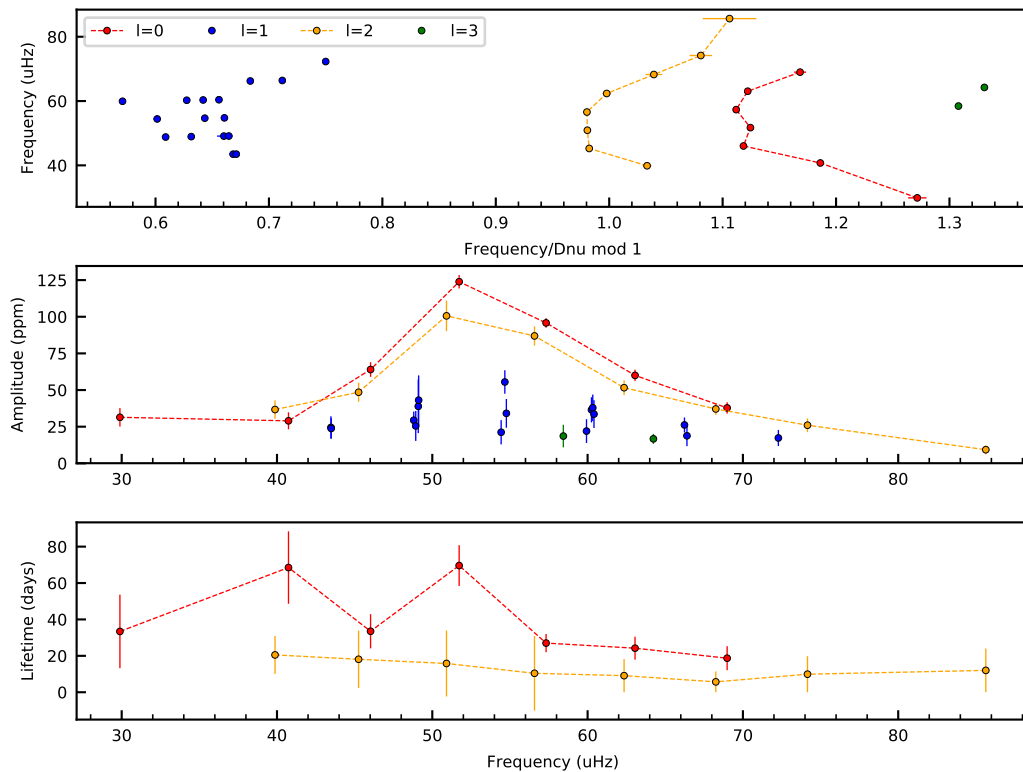 l=0 l=1 l=2 l=3
Frequency (uHz)
80
60
40
0.6 0.7 0.8 0.9 1.0 1.1 1.2 1.3
Frequency/Dnu mod 1
Amplitude (ppm)
125
100
75
50
25
0
30 40 50 60 70 80
Lifetime (days)
80
60
40
20
0
30 40 50 60 70 80
Frequency (uHz)